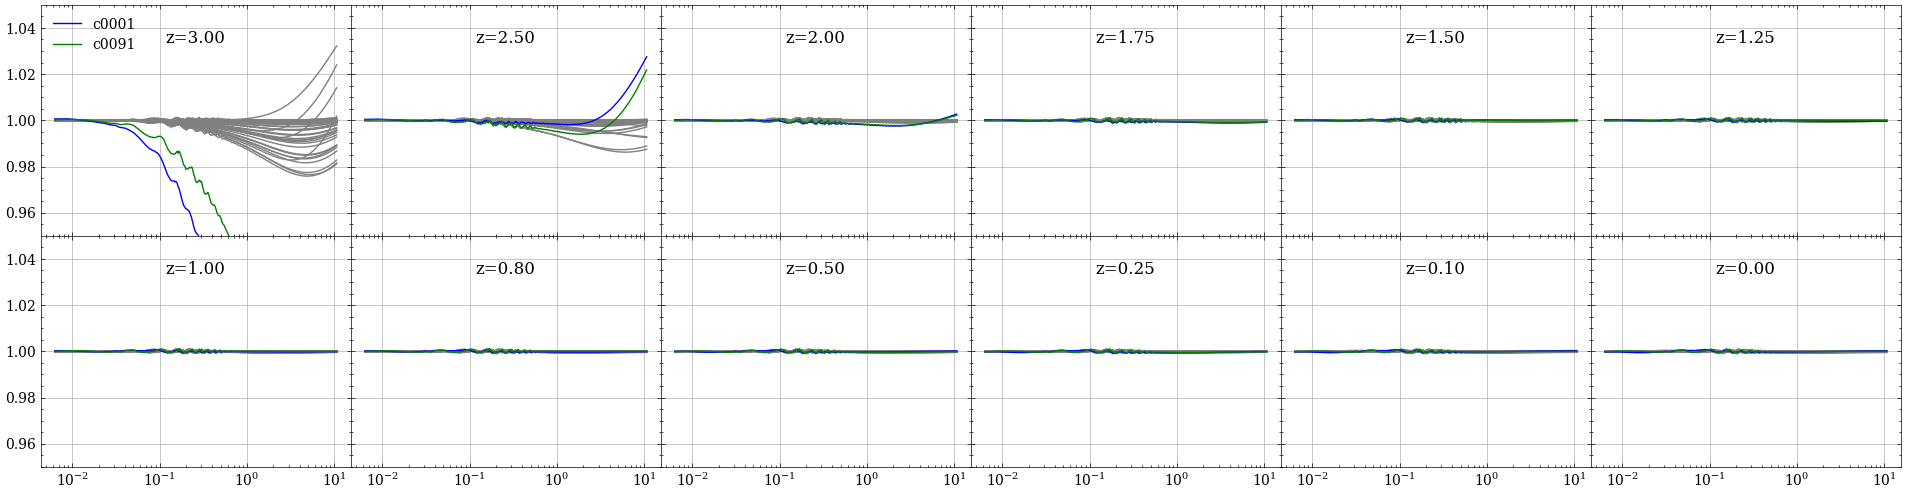 c0001
c0091
z=3.00
z=2.50
z=2.00
z=1.75
z=1.50
z=1.25
1.04
1.02
1.00
0.98
0.96
z=1.00
z=0.80
z=0.50
z=0.25
z=0.10
z=0.00
1.04
1.02
1.00
0.98
0.96
10⁻² 10⁻¹ 10⁰ 10¹ 10⁻² 10⁻¹ 10⁰ 10¹ 10⁻² 10⁻¹ 10⁰ 10¹ 10⁻² 10⁻¹ 10⁰ 10¹ 10⁻² 10⁻¹ 10⁰ 10¹ 10⁻² 10⁻¹ 10⁰ 10¹